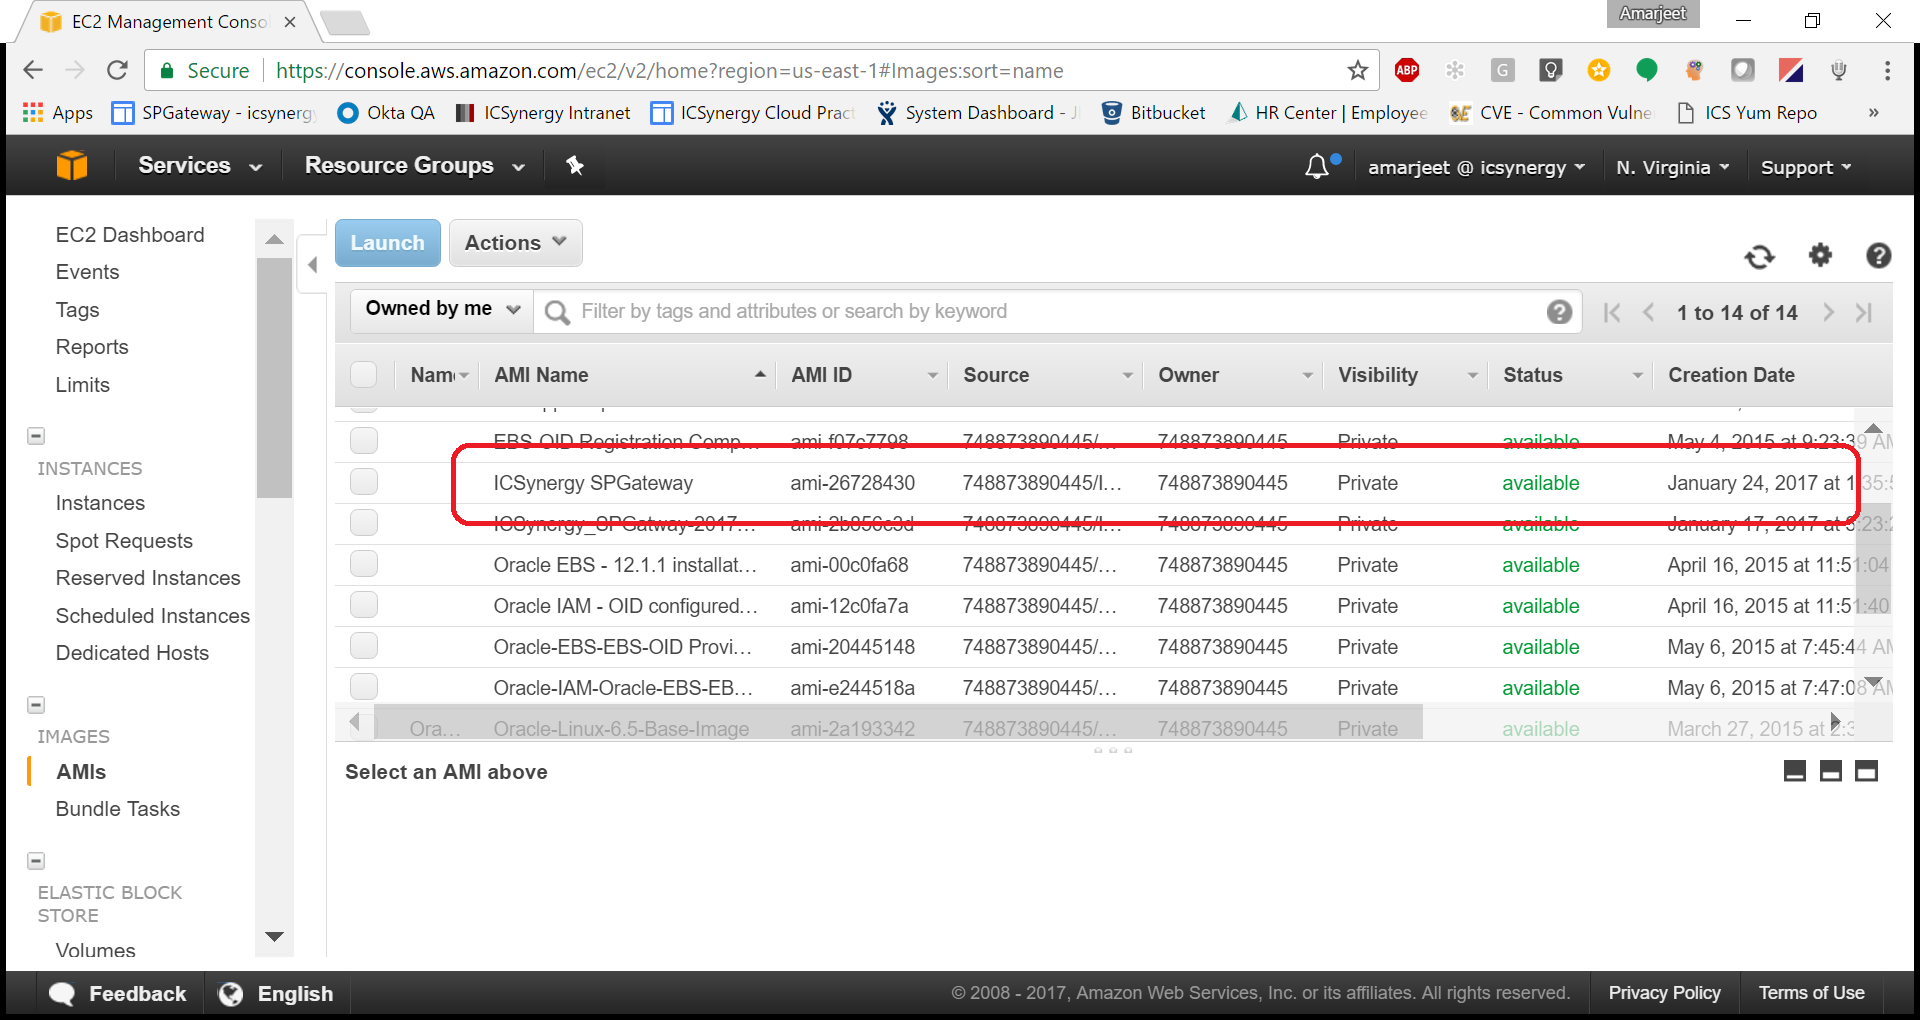 EC2 Management Conso
Amarjeet
Secure https://console.aws.amazon.com/ec2/v2/home?region=us-east-1#Images:sort=name
ABP G
Apps SPGateway - icsynergy Okta QA ICSynergy Intranet ICSynergy Cloud Pract System Dashboard - J Bitbucket HR Center | Employee CVE - Common Vulne ICS Yum Repo »
Services Resource Groups amarjeet @ icsynergy N. Virginia Support
EC2 Dashboard
Events
Tags
Reports
Limits
INSTANCES
Instances
Spot Requests
Reserved Instances
Scheduled Instances
Dedicated Hosts
IMAGES
AMIs
Bundle Tasks
ELASTIC BLOCK
STORE
Volumes
Launch Actions
Owned by me Filter by tags and attributes or search by keyword ? 1 to 14 of 14
Nam AMI Name AMI ID Source Owner Visibility Status Creation Date
EBS-OID Registration Comp... ami-f07c7798 748873890445/... 748873890445 Private available May 4, 2015 at 9:23:39 AM
ICSynergy SPGateway ami-26728430 748873890445/I... 748873890445 Private available January 24, 2017 at 1:35:5
ICSynergy_SPGatway-2017... ami-2b856c3d 748873890445/I... 748873890445 Private available January 17, 2017 at :23:2
Oracle EBS - 12.1.1 installat... ami-00c0fa68 748873890445/... 748873890445 Private available April 16, 2015 at 11:51:04
Oracle IAM - OID configured... ami-12c0fa7a 748873890445/... 748873890445 Private available April 16, 2015 at 11:51:40
Oracle-EBS-EBS-OID Provi... ami-20445148 748873890445/... 748873890445 Private available May 6, 2015 at 7:45:44 AM
Oracle-IAM-Oracle-EBS-EB... ami-e244518a 748873890445/... 748873890445 Private available May 6, 2015 at 7:47:08 AM
Ora... Oracle-Linux-6.5-Base-Image ami-2a193342 748873890445/... 748873890445 Private available March 27, 2015 at 2:3
Select an AMI above
Feedback English © 2008 - 2017, Amazon Web Services, Inc. or its affiliates. All rights reserved. Privacy Policy Terms of Use